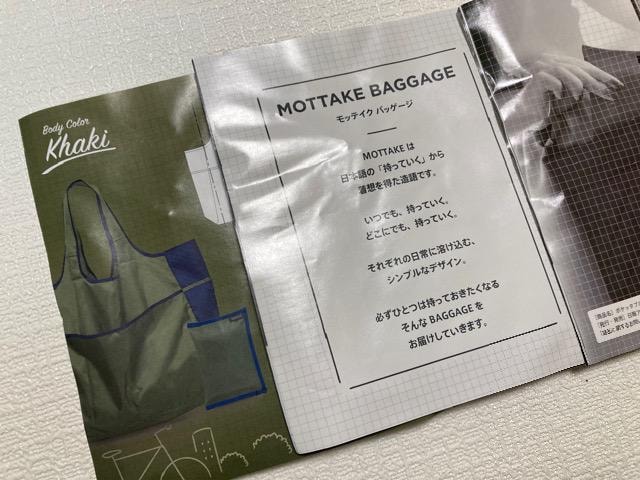 Body Color
Khaki
MOTTAKE BAGGAGE
モッテイク バッゲージ
MOTTAKE は
日本語の「持っていく」から
着想を得た造語です。
いつでも、持っていく。
どこにでも、持っていく。
それぞれの日常に溶け込む、
シンプルなデザイン。
必ずひとつは持っておきたくなる
そんな BAGGAGE を
お届けしていきます。